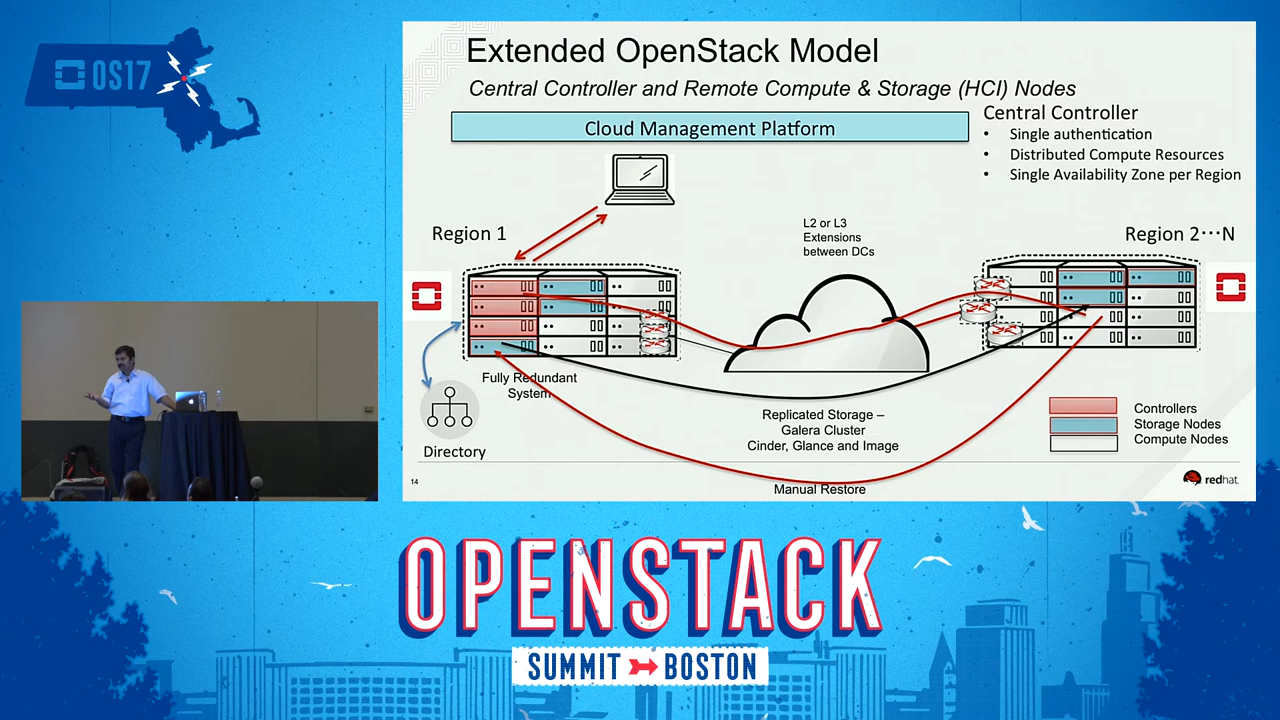 OS17
Extended OpenStack Model
Central Controller and Remote Compute & Storage (HCI) Nodes
Cloud Management Platform
Central Controller
• Single authentication
• Distributed Compute Resources
• Single Availability Zone per Region
Region 1
L2 or L3
Extensions
between DCs
Region 2···N
Fully Redundant
System
Directory
Replicated Storage –
Galera Cluster
Cinder, Glance and Image
Manual Restore
Controllers
Storage Nodes
Compute Nodes
14
redhat.
OPENSTACK
SUMMIT BOSTON